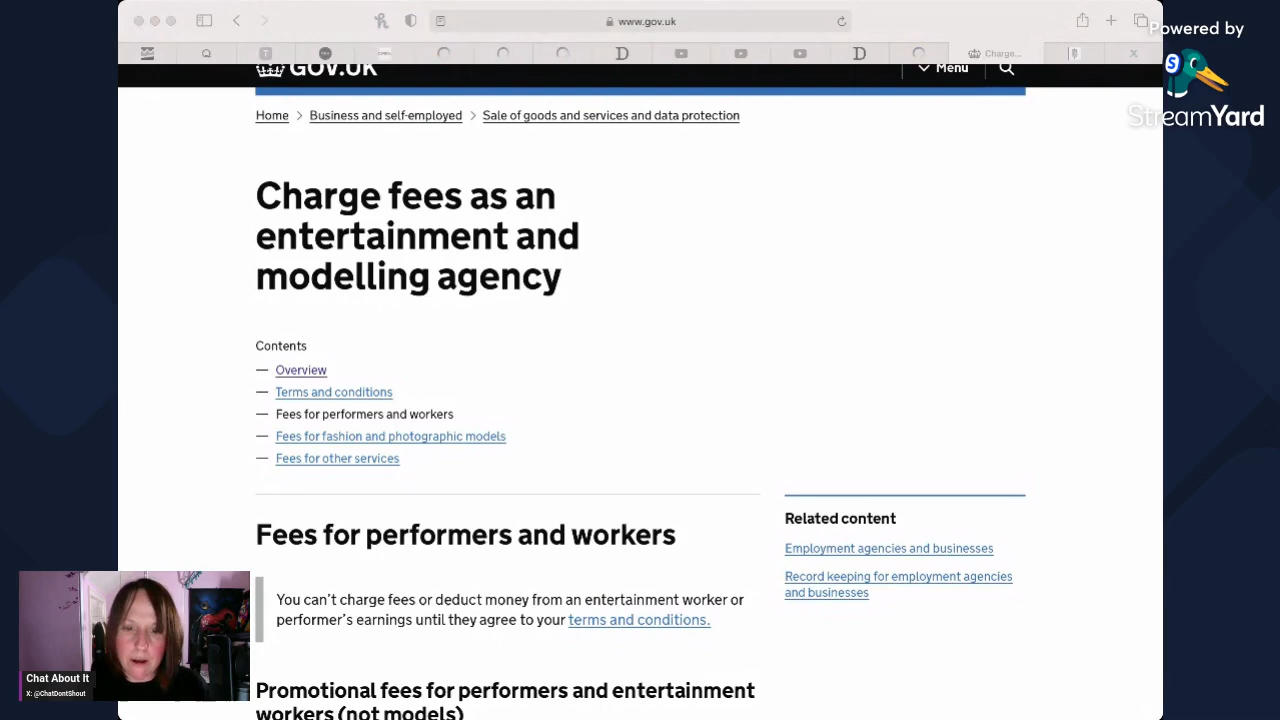 www.gov.uk
Powered by
StreamYard
Charge...
GOV.UK
Menu
Home
Business and self-employed
Sale of goods and services and data protection
Charge fees as an
entertainment and
modelling agency
Contents
— Overview
— Terms and conditions
— Fees for performers and workers
— Fees for fashion and photographic models
— Fees for other services
Fees for performers and workers
Related content
Employment agencies and businesses
Record keeping for employment agencies
and businesses
You can't charge fees or deduct money from an entertainment worker or
performer's earnings until they agree to your terms and conditions.
Promotional fees for performers and entertainment
workers (not models)
Chat About It
X: @ChatDontShout